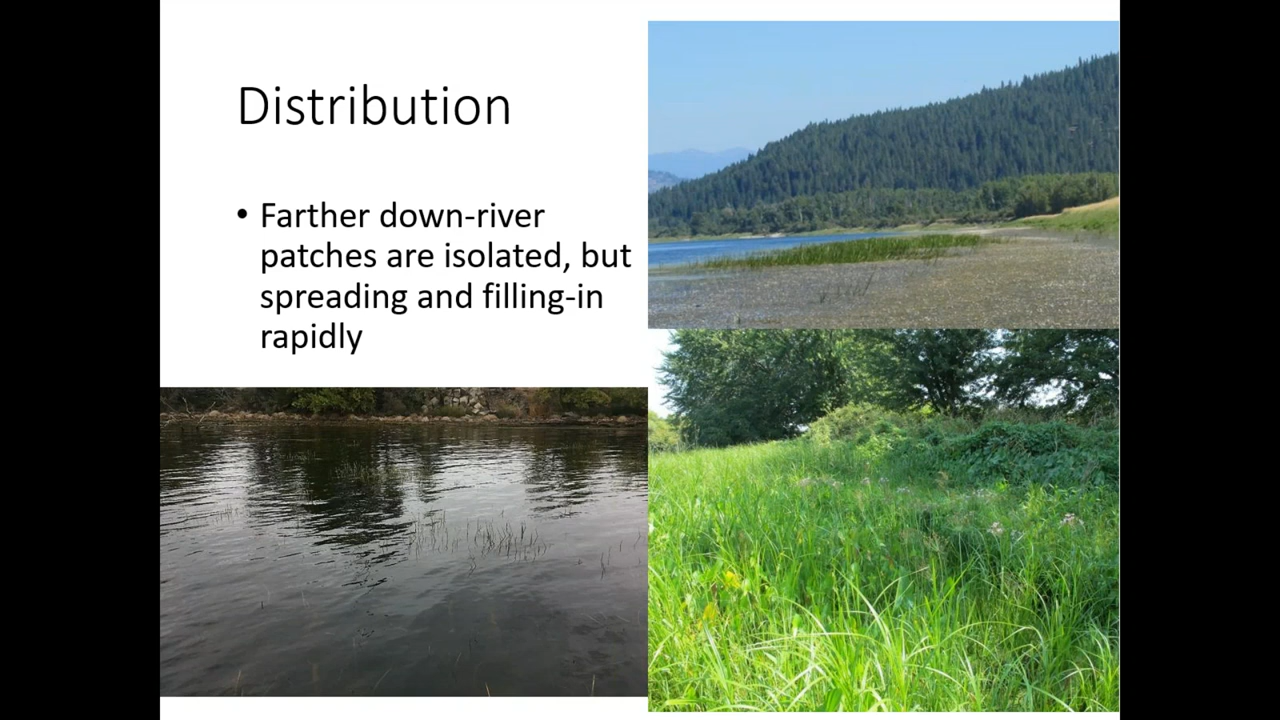 Distribution
• Farther down-river
patches are isolated, but
spreading and filling-in
rapidly